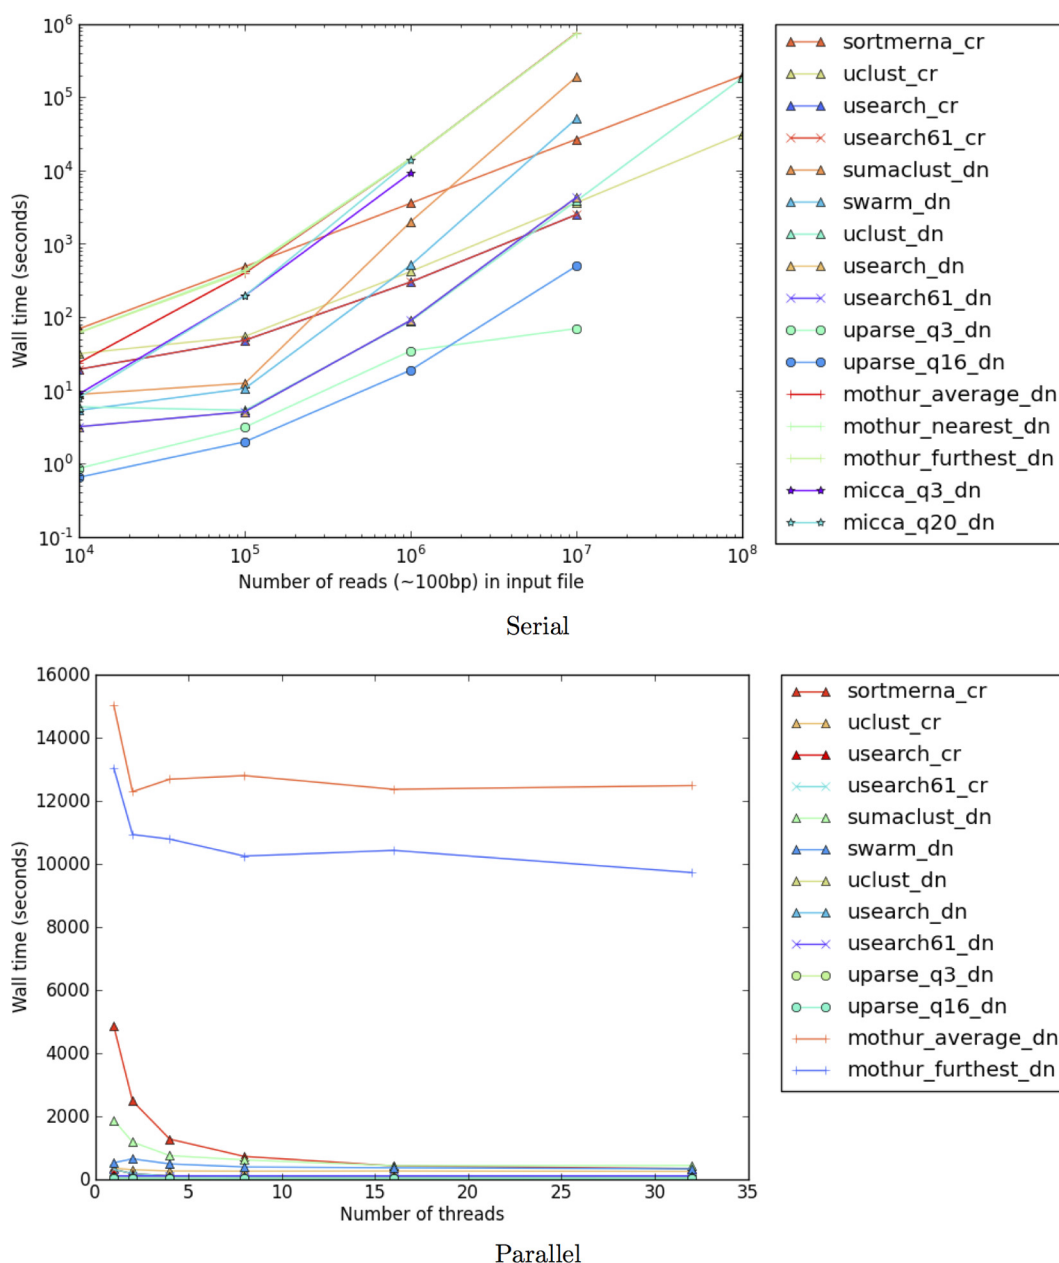 10^6
10^5
10^4
10^3
10^2
10^1
10^0
10^-1
Wall time (seconds)
10^4 10^5 10^6 10^7 10^8
Number of reads (~100bp) in input file
sortmerna_cr
uclust_cr
usearch_cr
usearch61_cr
sumaclust_dn
swarm_dn
uclust_dn
usearch_dn
usearch61_dn
uparse_q3_dn
uparse_q16_dn
mothur_average_dn
mothur_nearest_dn
mothur_furthest_dn
micca_q3_dn
micca_q20_dn
Serial
16000
14000
12000
10000
8000
6000
4000
2000
0
Wall time (seconds)
0 5 10 15 20 25 30 35
Number of threads
sortmerna_cr
uclust_cr
usearch_cr
usearch61_cr
sumaclust_dn
swarm_dn
uclust_dn
usearch_dn
usearch61_dn
uparse_q3_dn
uparse_q16_dn
mothur_average_dn
mothur_furthest_dn
Parallel